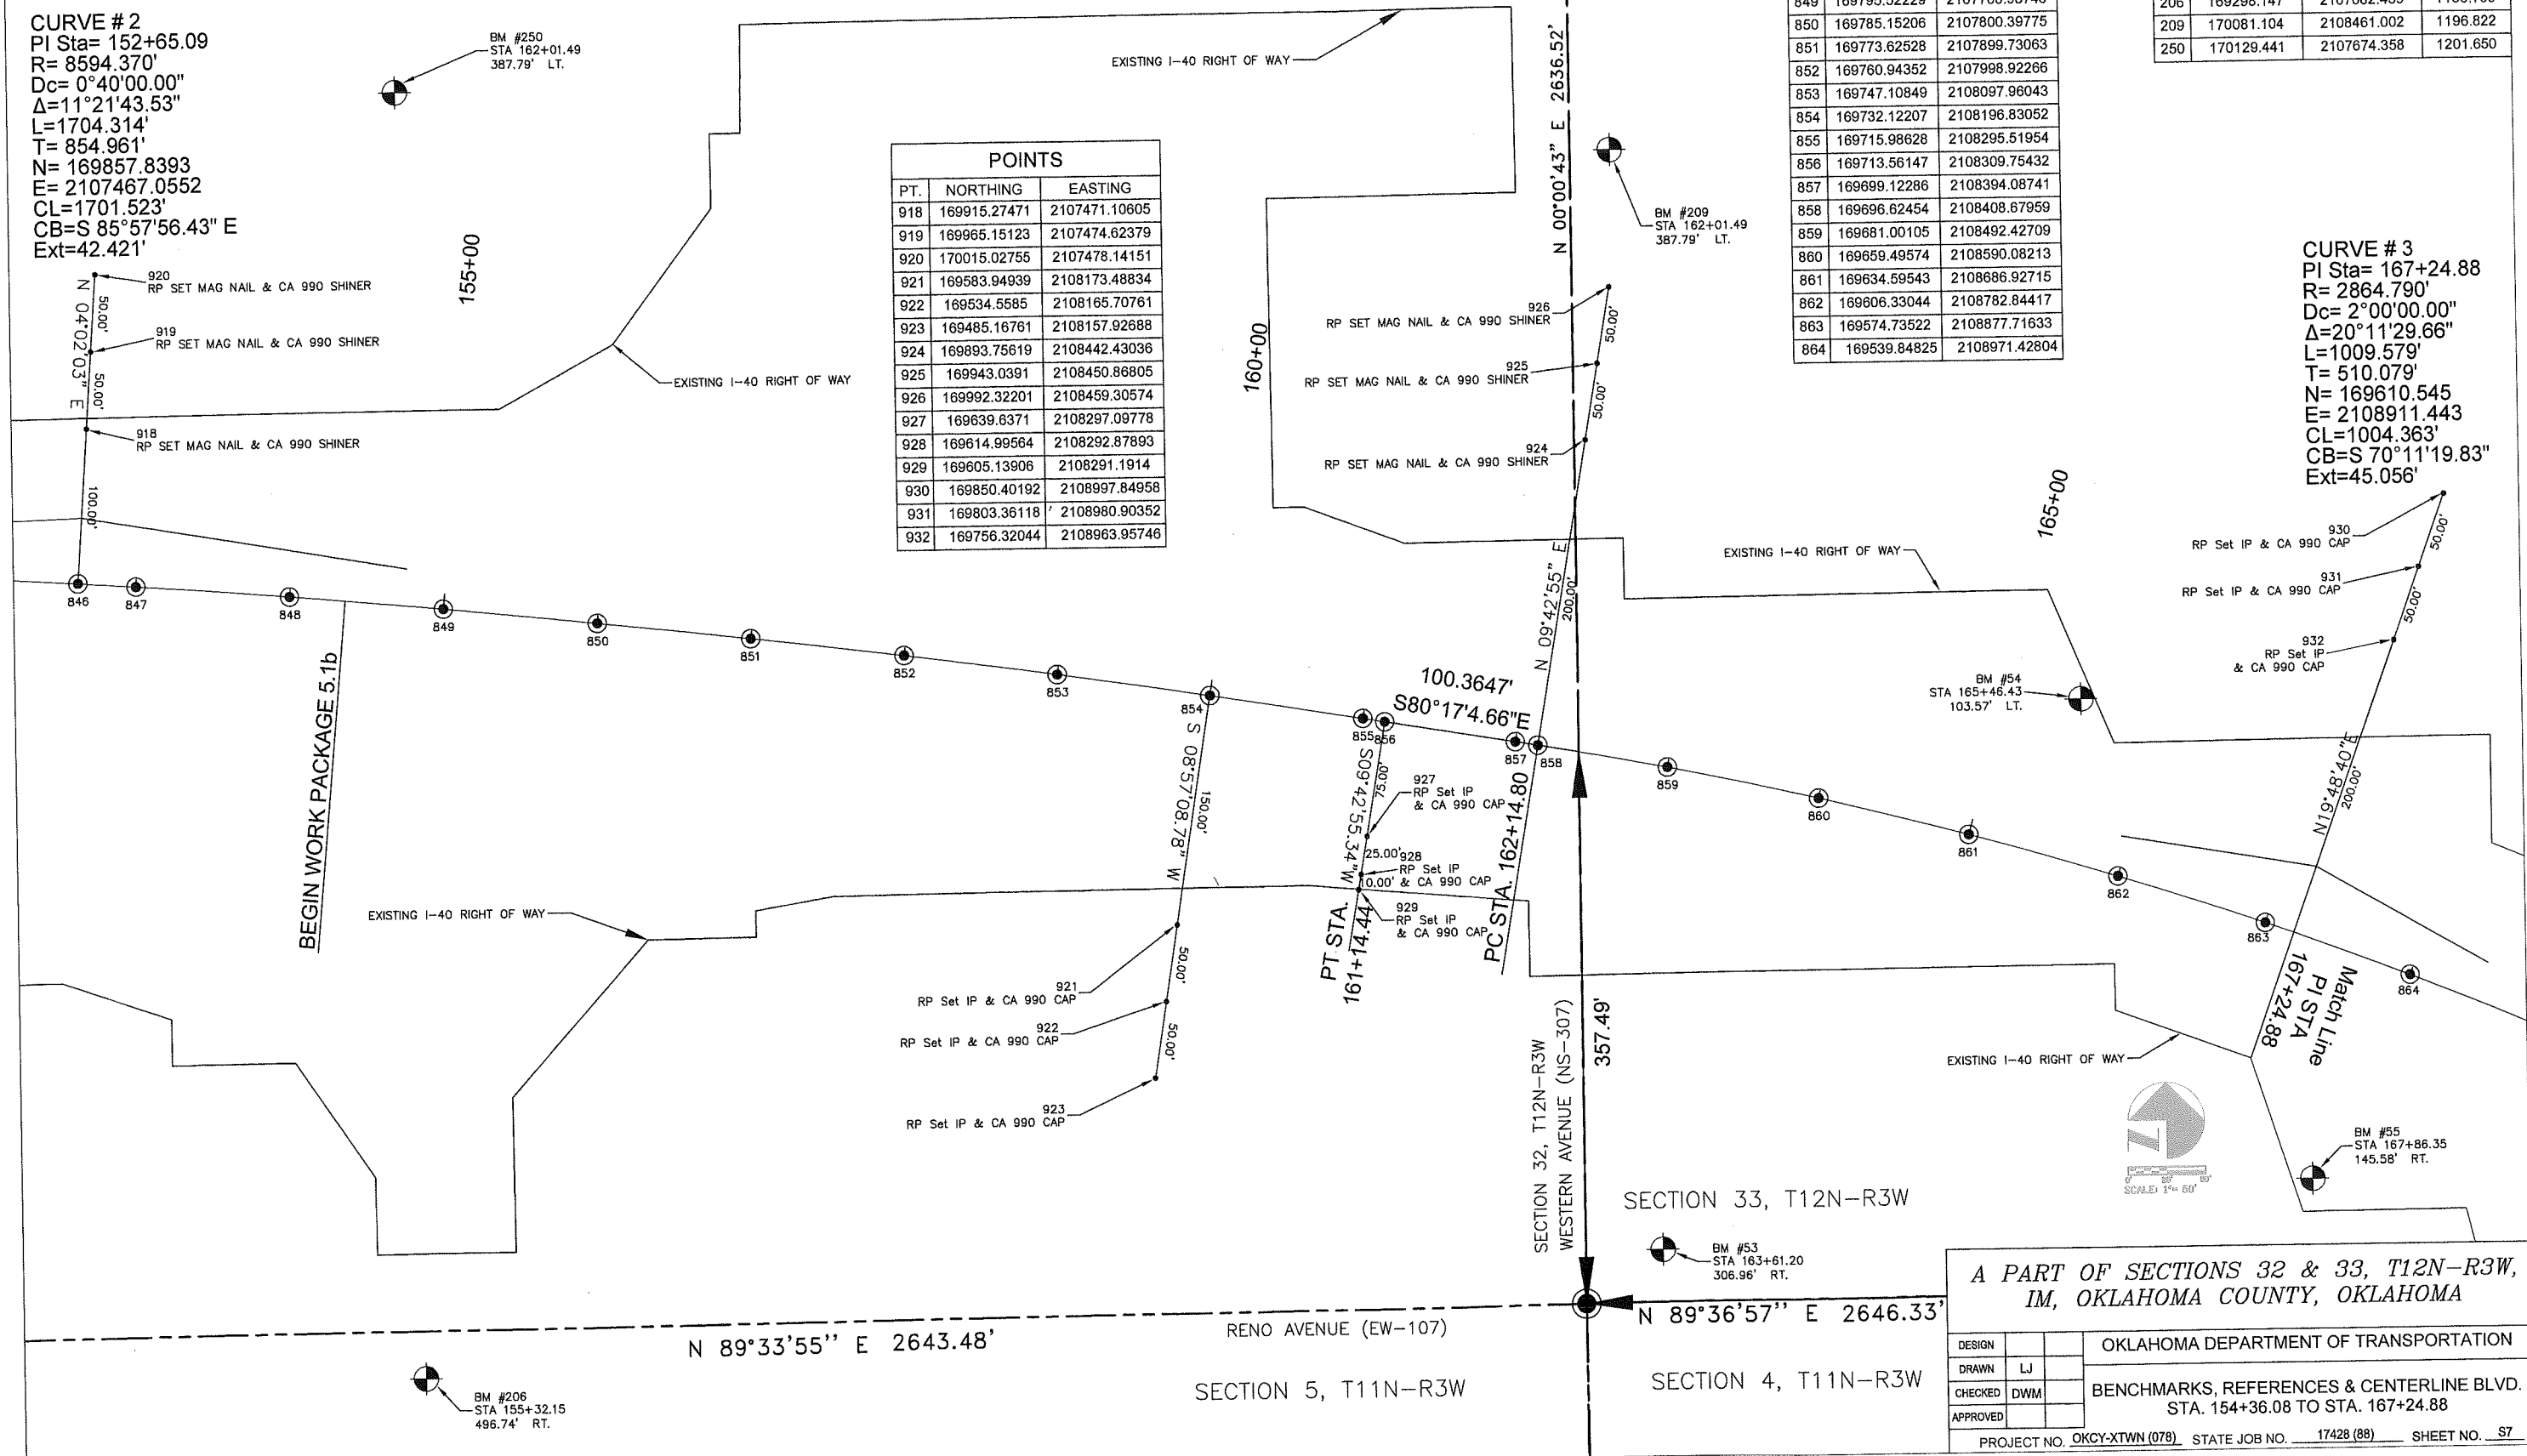 CURVE # 2
PI Sta= 152+65.09
R= 8594.370'
Dc= 0°40'00.00"
Δ=11°21'43.53"
L=1704.314'
T= 854.961'
N= 169857.8393
E= 2107467.0552
CL=1701.523'
CB=S 85°57'56.43" E
Ext=42.421'
BM #250
STA 162+01.49
387.79' LT.
EXISTING I-40 RIGHT OF WAY
N 00°00'43" E 2636.52'
850 169785.15206 2107800.39775
851 169773.62528 2107899.73063
852 169760.94352 2107998.92266
853 169747.10849 2108097.96043
854 169732.12207 2108196.83052
855 169715.98628 2108295.51954
856 169713.56147 2108309.75432
857 169699.12286 2108394.08741
858 169696.62454 2108408.67959
859 169681.00105 2108492.42709
860 169659.49574 2108590.08213
861 169634.59543 2108686.92715
862 169606.33044 2108782.84417
863 169574.73522 2108877.71633
864 169539.84825 2108971.42804
209 170081.104 2108461.002 1196.822
250 170129.441 2107674.358 1201.650
POINTS
PT. NORTHING EASTING
918 169915.27471 2107471.10605
919 169965.15123 2107474.62379
920 170015.02755 2107478.14151
921 169583.94939 2108173.48834
922 169534.5585 2108165.70761
923 169485.16761 2108157.92688
924 169893.75619 2108442.43036
925 169943.0391 2108450.86805
926 169992.32201 2108459.30574
927 169639.6371 2108297.09778
928 169614.99564 2108292.87893
929 169605.13906 2108291.1914
930 169850.40192 2108997.84958
931 169803.36118 2108980.90352
932 169756.32044 2108963.95746
BM #209
STA 162+01.49
387.79' LT.
CURVE # 3
PI Sta= 167+24.88
R= 2864.790'
Dc= 2°00'00.00"
Δ=20°11'29.66"
L=1009.579'
T= 510.079'
N= 169610.545
E= 2108911.443
CL=1004.363'
CB=S 70°11'19.83"
Ext=45.056'
920
RP SET MAG NAIL & CA 990 SHINER
50.00'
919
RP SET MAG NAIL & CA 990 SHINER
N 04°02'03" E
50.00'
918
RP SET MAG NAIL & CA 990 SHINER
100.00'
155+00
EXISTING I-40 RIGHT OF WAY
160+00
926
RP SET MAG NAIL & CA 990 SHINER
50.00'
925
RP SET MAG NAIL & CA 990 SHINER
50.00'
924
RP SET MAG NAIL & CA 990 SHINER
N 09°42'55" E
200.00'
165+00
EXISTING I-40 RIGHT OF WAY
930
RP Set IP & CA 990 CAP
50.00'
931
RP Set IP & CA 990 CAP
50.00'
932
RP Set IP
& CA 990 CAP
N19°48'40"E
200.00'
BM #54
STA 165+46.43
103.57' LT.
846
847
848
849
850
851
852
853
854
855
856
857
858
859
860
861
862
863
864
100.3647'
S80°17'4.66"E
BEGIN WORK PACKAGE 5.1b
S 08°57'08.78" W
150.00'
S09°42'55.34"W
75.00'
927
RP Set IP
& CA 990 CAP
25.00'
928
RP Set IP
& CA 990 CAP
10.00'
929
RP Set IP
& CA 990 CAP
PT STA.
161+14.44
PC STA. 162+14.80
EXISTING I-40 RIGHT OF WAY
921
RP Set IP & CA 990 CAP
50.00'
922
RP Set IP & CA 990 CAP
50.00'
923
RP Set IP & CA 990 CAP
SECTION 32, T12N-R3W
WESTERN AVENUE (NS-307)
357.49'
Match Line
PI STA
167+24.88
EXISTING I-40 RIGHT OF WAY
SCALE: 1"= 50'
BM #55
STA 167+86.35
145.58' RT.
SECTION 33, T12N-R3W
BM #53
STA 163+61.20
306.96' RT.
N 89°36'57" E 2646.33'
N 89°33'55" E 2643.48'
RENO AVENUE (EW-107)
BM #206
STA 155+32.15
496.74' RT.
SECTION 5, T11N-R3W
SECTION 4, T11N-R3W
A PART OF SECTIONS 32 & 33, T12N-R3W,
IM, OKLAHOMA COUNTY, OKLAHOMA
DESIGN
DRAWN LJ
CHECKED DWM
APPROVED
OKLAHOMA DEPARTMENT OF TRANSPORTATION
BENCHMARKS, REFERENCES & CENTERLINE BLVD.
STA. 154+36.08 TO STA. 167+24.88
PROJECT NO. OKCY-XTWN (078) STATE JOB NO. 17428 (88) SHEET NO. S7